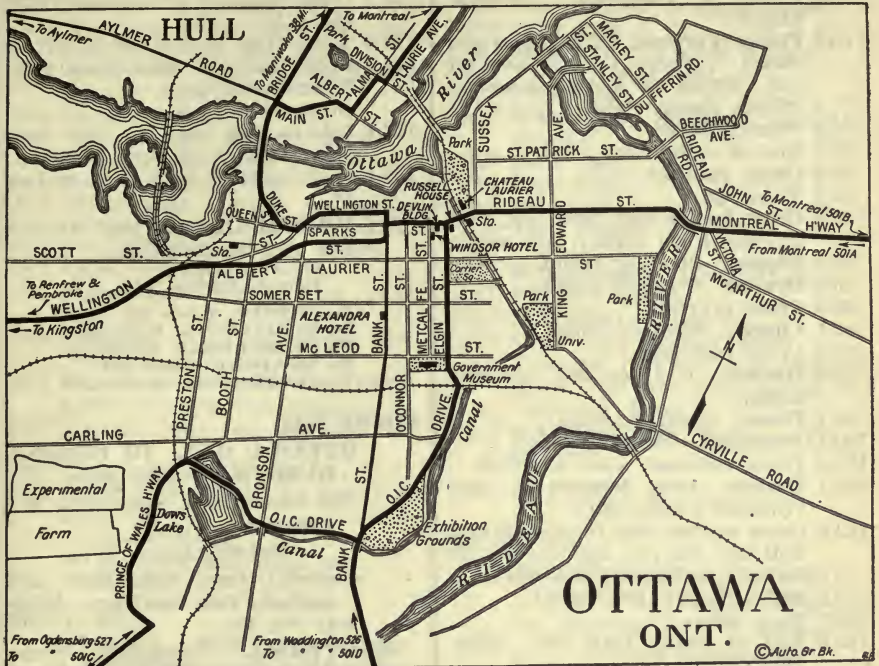 HULL
To Montreal
To Aylmer
AYLMER
ROAD
To Maniwaki 38 Mi.
BRIDGE ST.
Park
DIVISION ST.
ALBERT
ALMA ST.
LAURIE AVE.
MAIN ST.
ST.
Ottawa
River
SUSSEX
ST.
MACKEY ST.
STANLEY ST.
DUFFERIN RD.
BEECHWOOD
AVE.
RIDEAU
RD.
Park
ST. PATRICK ST.
CHATEAU
LAURIER
RUSSELL
HOUSE
DEVLIN
BLDG.
RIDEAU ST.
JOHN ST.
To Montreal 501B
MONTREAL H'WAY
From Montreal 501A
VICTORIA
ST.
McARTHUR ST.
WELLINGTON ST.
QUEEN ST.
DUKE ST.
SPARKS
ST.
Sta.
Sta.
WINDSOR HOTEL
SCOTT ST.
ALBERT
LAURIER
ST
Cartier
Sq.
EDWARD
AVE.
KING
To Renfrew &
Pembroke
WELLINGTON
To Kingston
SOMERSET
ST.
ALEXANDRA
HOTEL
BANK ST.
O'CONNOR
ST.
METCALFE
ST.
ELGIN
ST.
Park
Park
Univ.
RIVER
N
McLEOD
ST.
Government
Museum
PRESTON
ST.
BOOTH ST.
BRONSON
AVE.
CARLING AVE.
DRIVE.
O.I.C.
Canal
CYRVILLE ROAD
Experimental
Farm
PRINCE OF WALES H'WAY
Dows
Lake
O.I.C. DRIVE
Canal
BANK
ST.
Exhibition
Grounds
RIDEAU
OTTAWA
ONT.
From Ogdensburg 527
To " 501C
From Waddington 526
To " 501D
© Auto. Gr Bk.